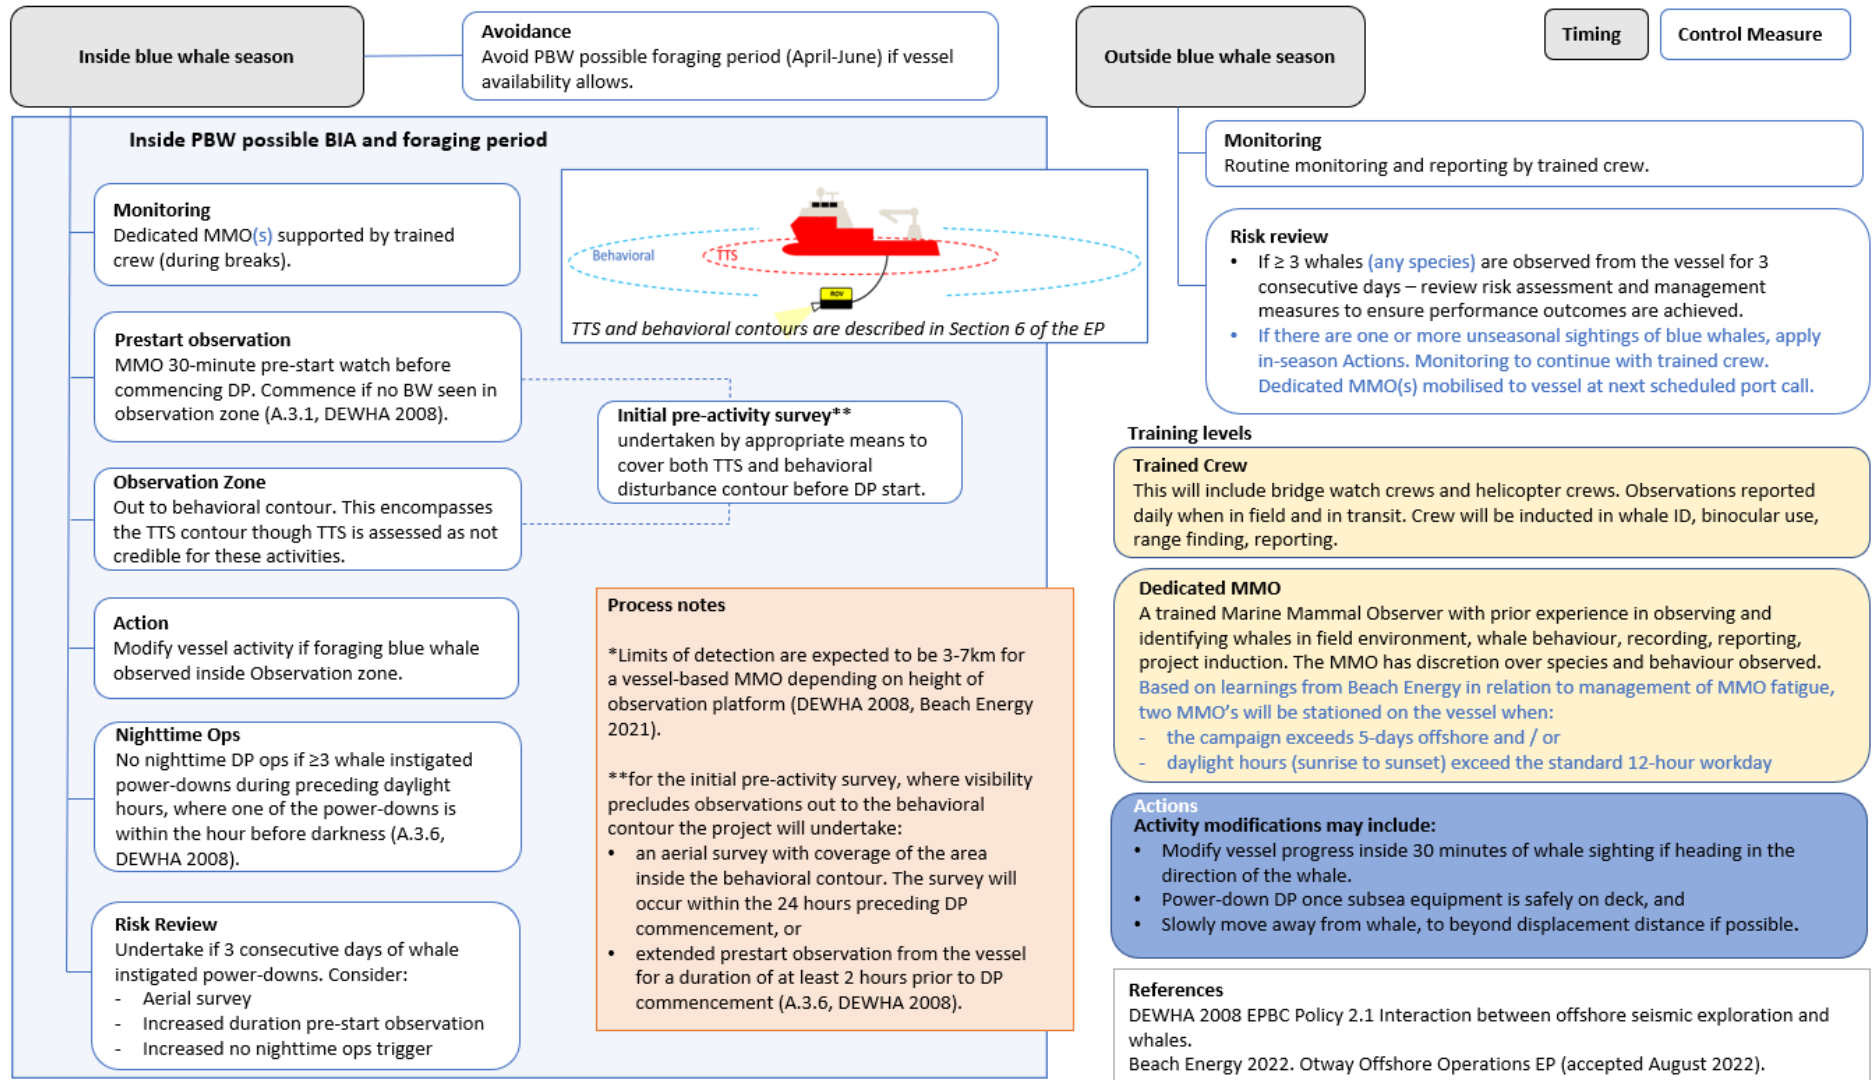 Inside blue whale season
Avoidance
Avoid PBW possible foraging period (April-June) if vessel
availability allows.
Inside PBW possible BIA and foraging period
Monitoring
Dedicated MMO(s) supported by trained
crew (during breaks).
Prestart observation
MMO 30-minute pre-start watch before
commencing DP. Commence if no BW seen in
observation zone (A.3.1, DEWHA 2008).
Observation Zone
Out to behavioral contour. This encompasses
the TTS contour though TTS is assessed as not
credible for these activities.
Action
Modify vessel activity if foraging blue whale
observed inside Observation zone.
Nighttime Ops
No nighttime DP ops if ≥3 whale instigated
power-downs during preceding daylight
hours, where one of the power-downs is
within the hour before darkness (A.3.6,
DEWHA 2008).
Risk Review
Undertake if 3 consecutive days of whale
instigated power-downs. Consider:
- Aerial survey
- Increased duration pre-start observation
- Increased no nighttime ops trigger
Behavioral
TTS
ROV
TTS and behavioral contours are described in Section 6 of the EP
Initial pre-activity survey**
undertaken by appropriate means to
cover both TTS and behavioral
disturbance contour before DP start.
Process notes
*Limits of detection are expected to be 3-7km for
a vessel-based MMO depending on height of
observation platform (DEWHA 2008, Beach Energy
2021).
**for the initial pre-activity survey, where visibility
precludes observations out to the behavioral
contour the project will undertake:
• an aerial survey with coverage of the area
inside the behavioral contour. The survey will
occur within the 24 hours preceding DP
commencement, or
• extended prestart observation from the vessel
for a duration of at least 2 hours prior to DP
commencement (A.3.6, DEWHA 2008).
Outside blue whale season
Timing
Control Measure
Monitoring
Routine monitoring and reporting by trained crew.
Risk review
• If ≥ 3 whales (any species) are observed from the vessel for 3
consecutive days – review risk assessment and management
measures to ensure performance outcomes are achieved.
• If there are one or more unseasonal sightings of blue whales, apply
in-season Actions. Monitoring to continue with trained crew.
Dedicated MMO(s) mobilised to vessel at next scheduled port call.
Training levels
Trained Crew
This will include bridge watch crews and helicopter crews. Observations reported
daily when in field and in transit. Crew will be inducted in whale ID, binocular use,
range finding, reporting.
Dedicated MMO
A trained Marine Mammal Observer with prior experience in observing and
identifying whales in field environment, whale behaviour, recording, reporting,
project induction. The MMO has discretion over species and behaviour observed.
Based on learnings from Beach Energy in relation to management of MMO fatigue,
two MMO's will be stationed on the vessel when:
- the campaign exceeds 5-days offshore and / or
- daylight hours (sunrise to sunset) exceed the standard 12-hour workday
Actions
Activity modifications may include:
• Modify vessel progress inside 30 minutes of whale sighting if heading in the
direction of the whale.
• Power-down DP once subsea equipment is safely on deck, and
• Slowly move away from whale, to beyond displacement distance if possible.
References
DEWHA 2008 EPBC Policy 2.1 Interaction between offshore seismic exploration and
whales.
Beach Energy 2022. Otway Offshore Operations EP (accepted August 2022).